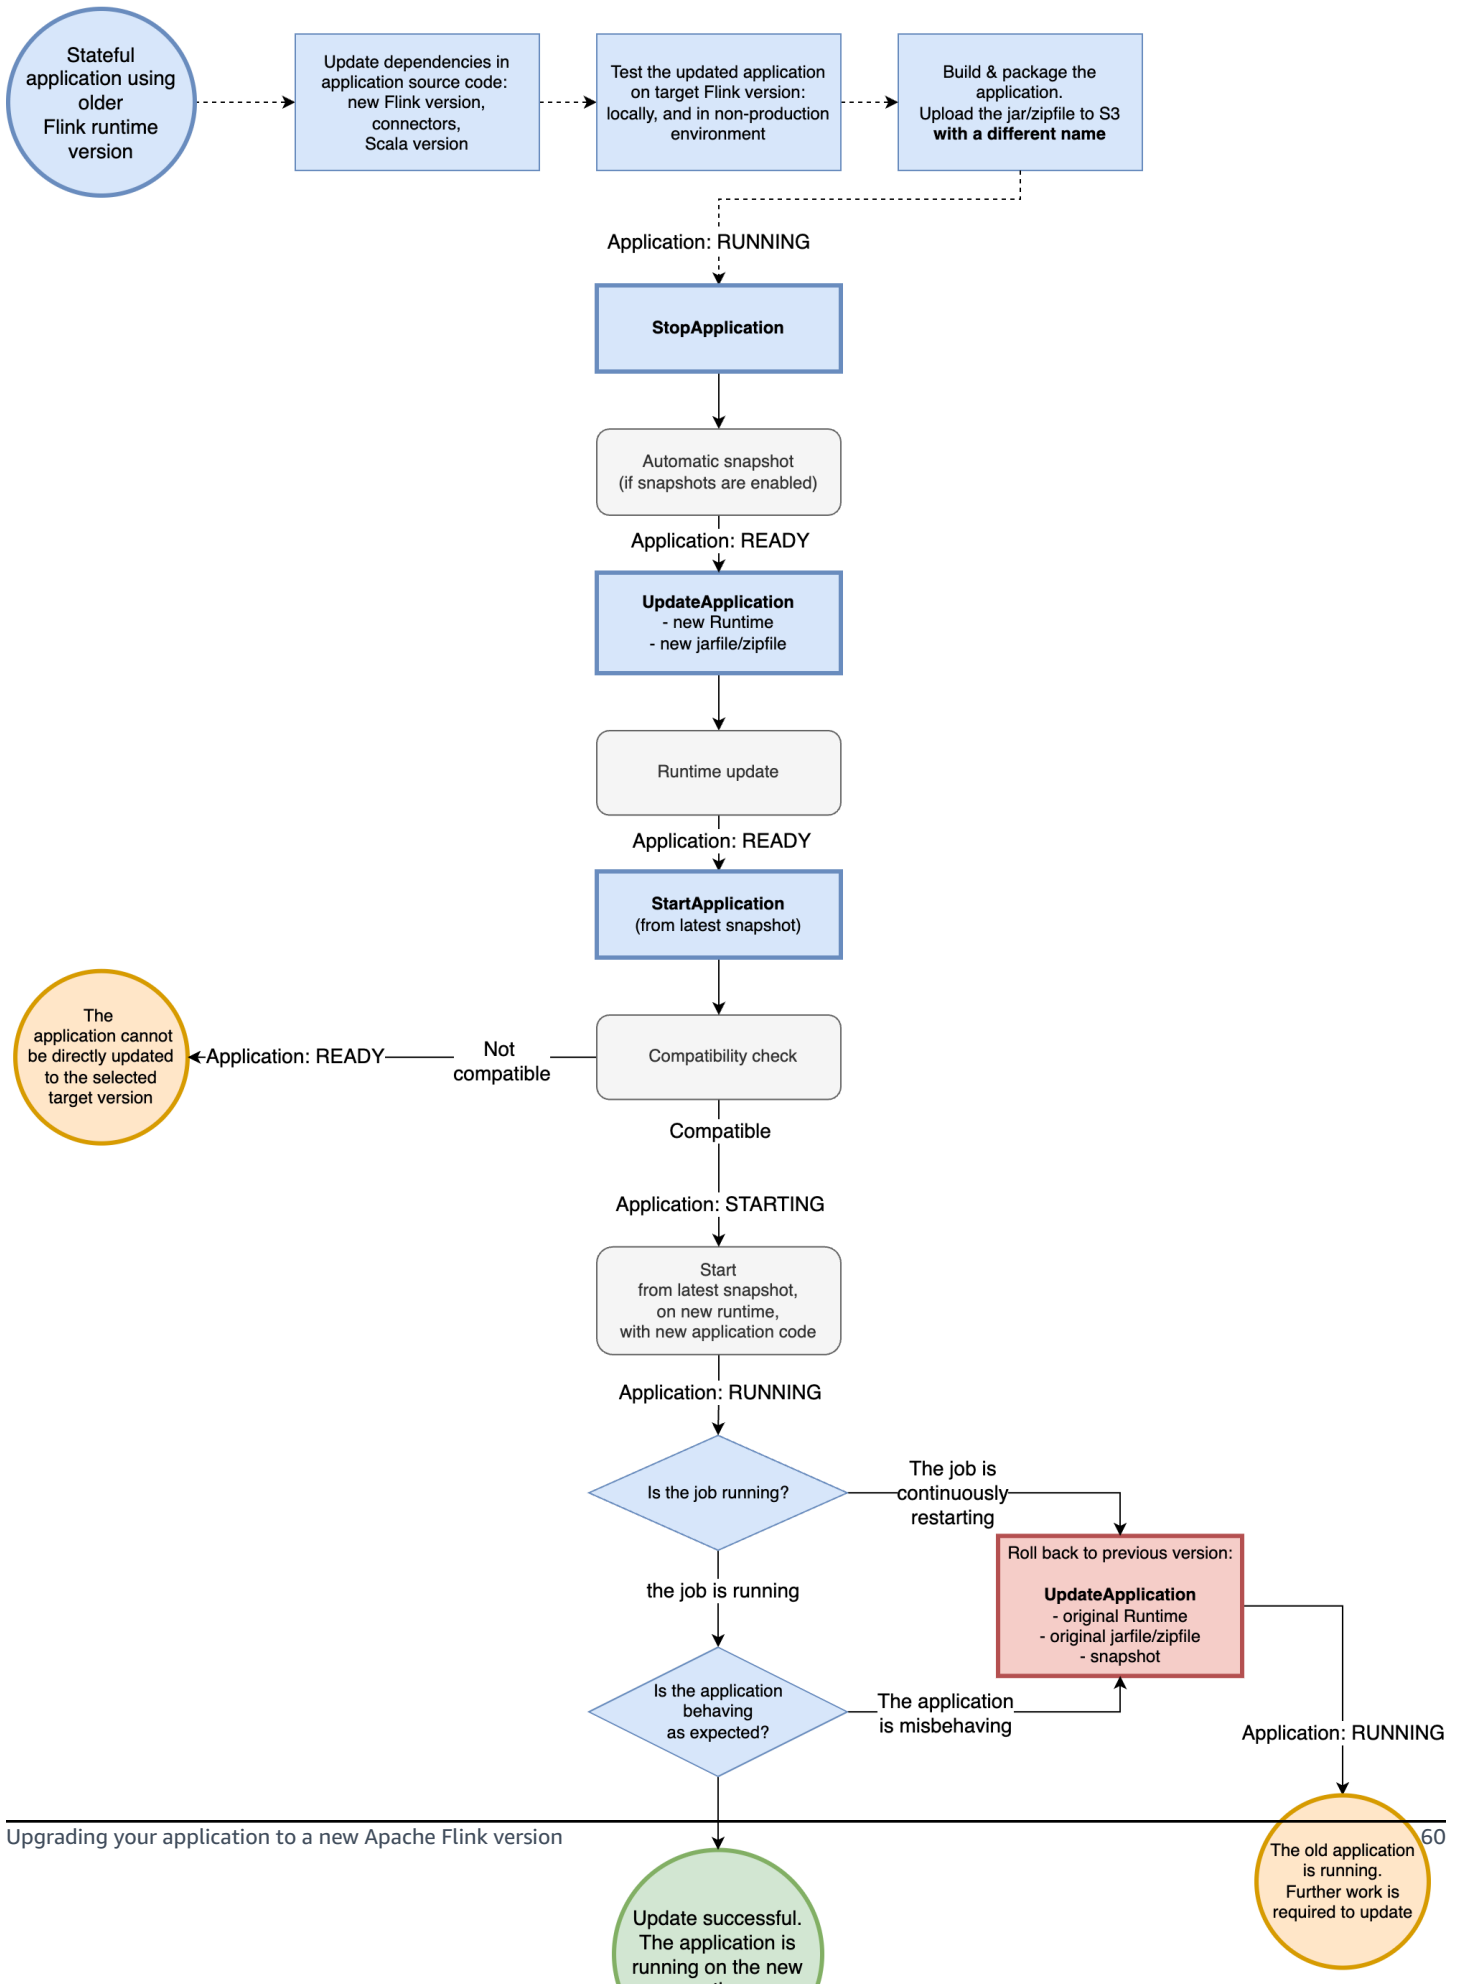 Stateful
application using
older
Flink runtime
version
Update dependencies in
application source code:
new Flink version,
connectors,
Scala version
Test the updated application
on target Flink version:
locally, and in non-production
environment
Build & package the
application.
Upload the jar/zipfile to S3
with a different name
Application: RUNNING
StopApplication
Automatic snapshot
(if snapshots are enabled)
Application: READY
UpdateApplication
- new Runtime
- new jarfile/zipfile
Runtime update
Application: READY
StartApplication
(from latest snapshot)
The
application cannot
be directly updated
to the selected
target version
Application: READY
Not
compatible
Compatibility check
Compatible
Application: STARTING
Start
from latest snapshot,
on new runtime,
with new application code
Application: RUNNING
Is the job running?
The job is
continuously
restarting
Roll back to previous version:
UpdateApplication
- original Runtime
- original jarfile/zipfile
- snapshot
the job is running
Is the application
behaving
as expected?
The application
is misbehaving
Application: RUNNING
Upgrading your application to a new Apache Flink version
60
The old application
is running.
Further work is
required to update
Update successful.
The application is
running on the new